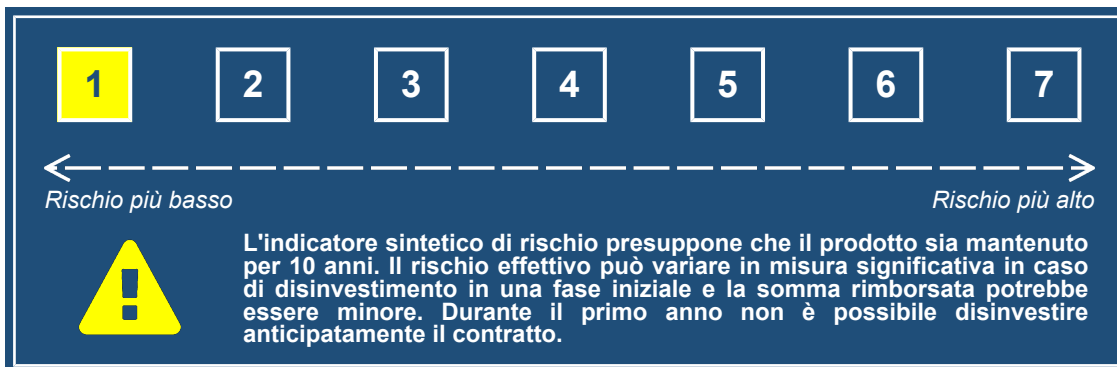 1 2 3 4 5 6 7
Rischio più basso Rischio più alto
L'indicatore sintetico di rischio presuppone che il prodotto sia mantenuto
per 10 anni. Il rischio effettivo può variare in misura significativa in caso
di disinvestimento in una fase iniziale e la somma rimborsata potrebbe
essere minore. Durante il primo anno non è possibile disinvestire
anticipatamente il contratto.